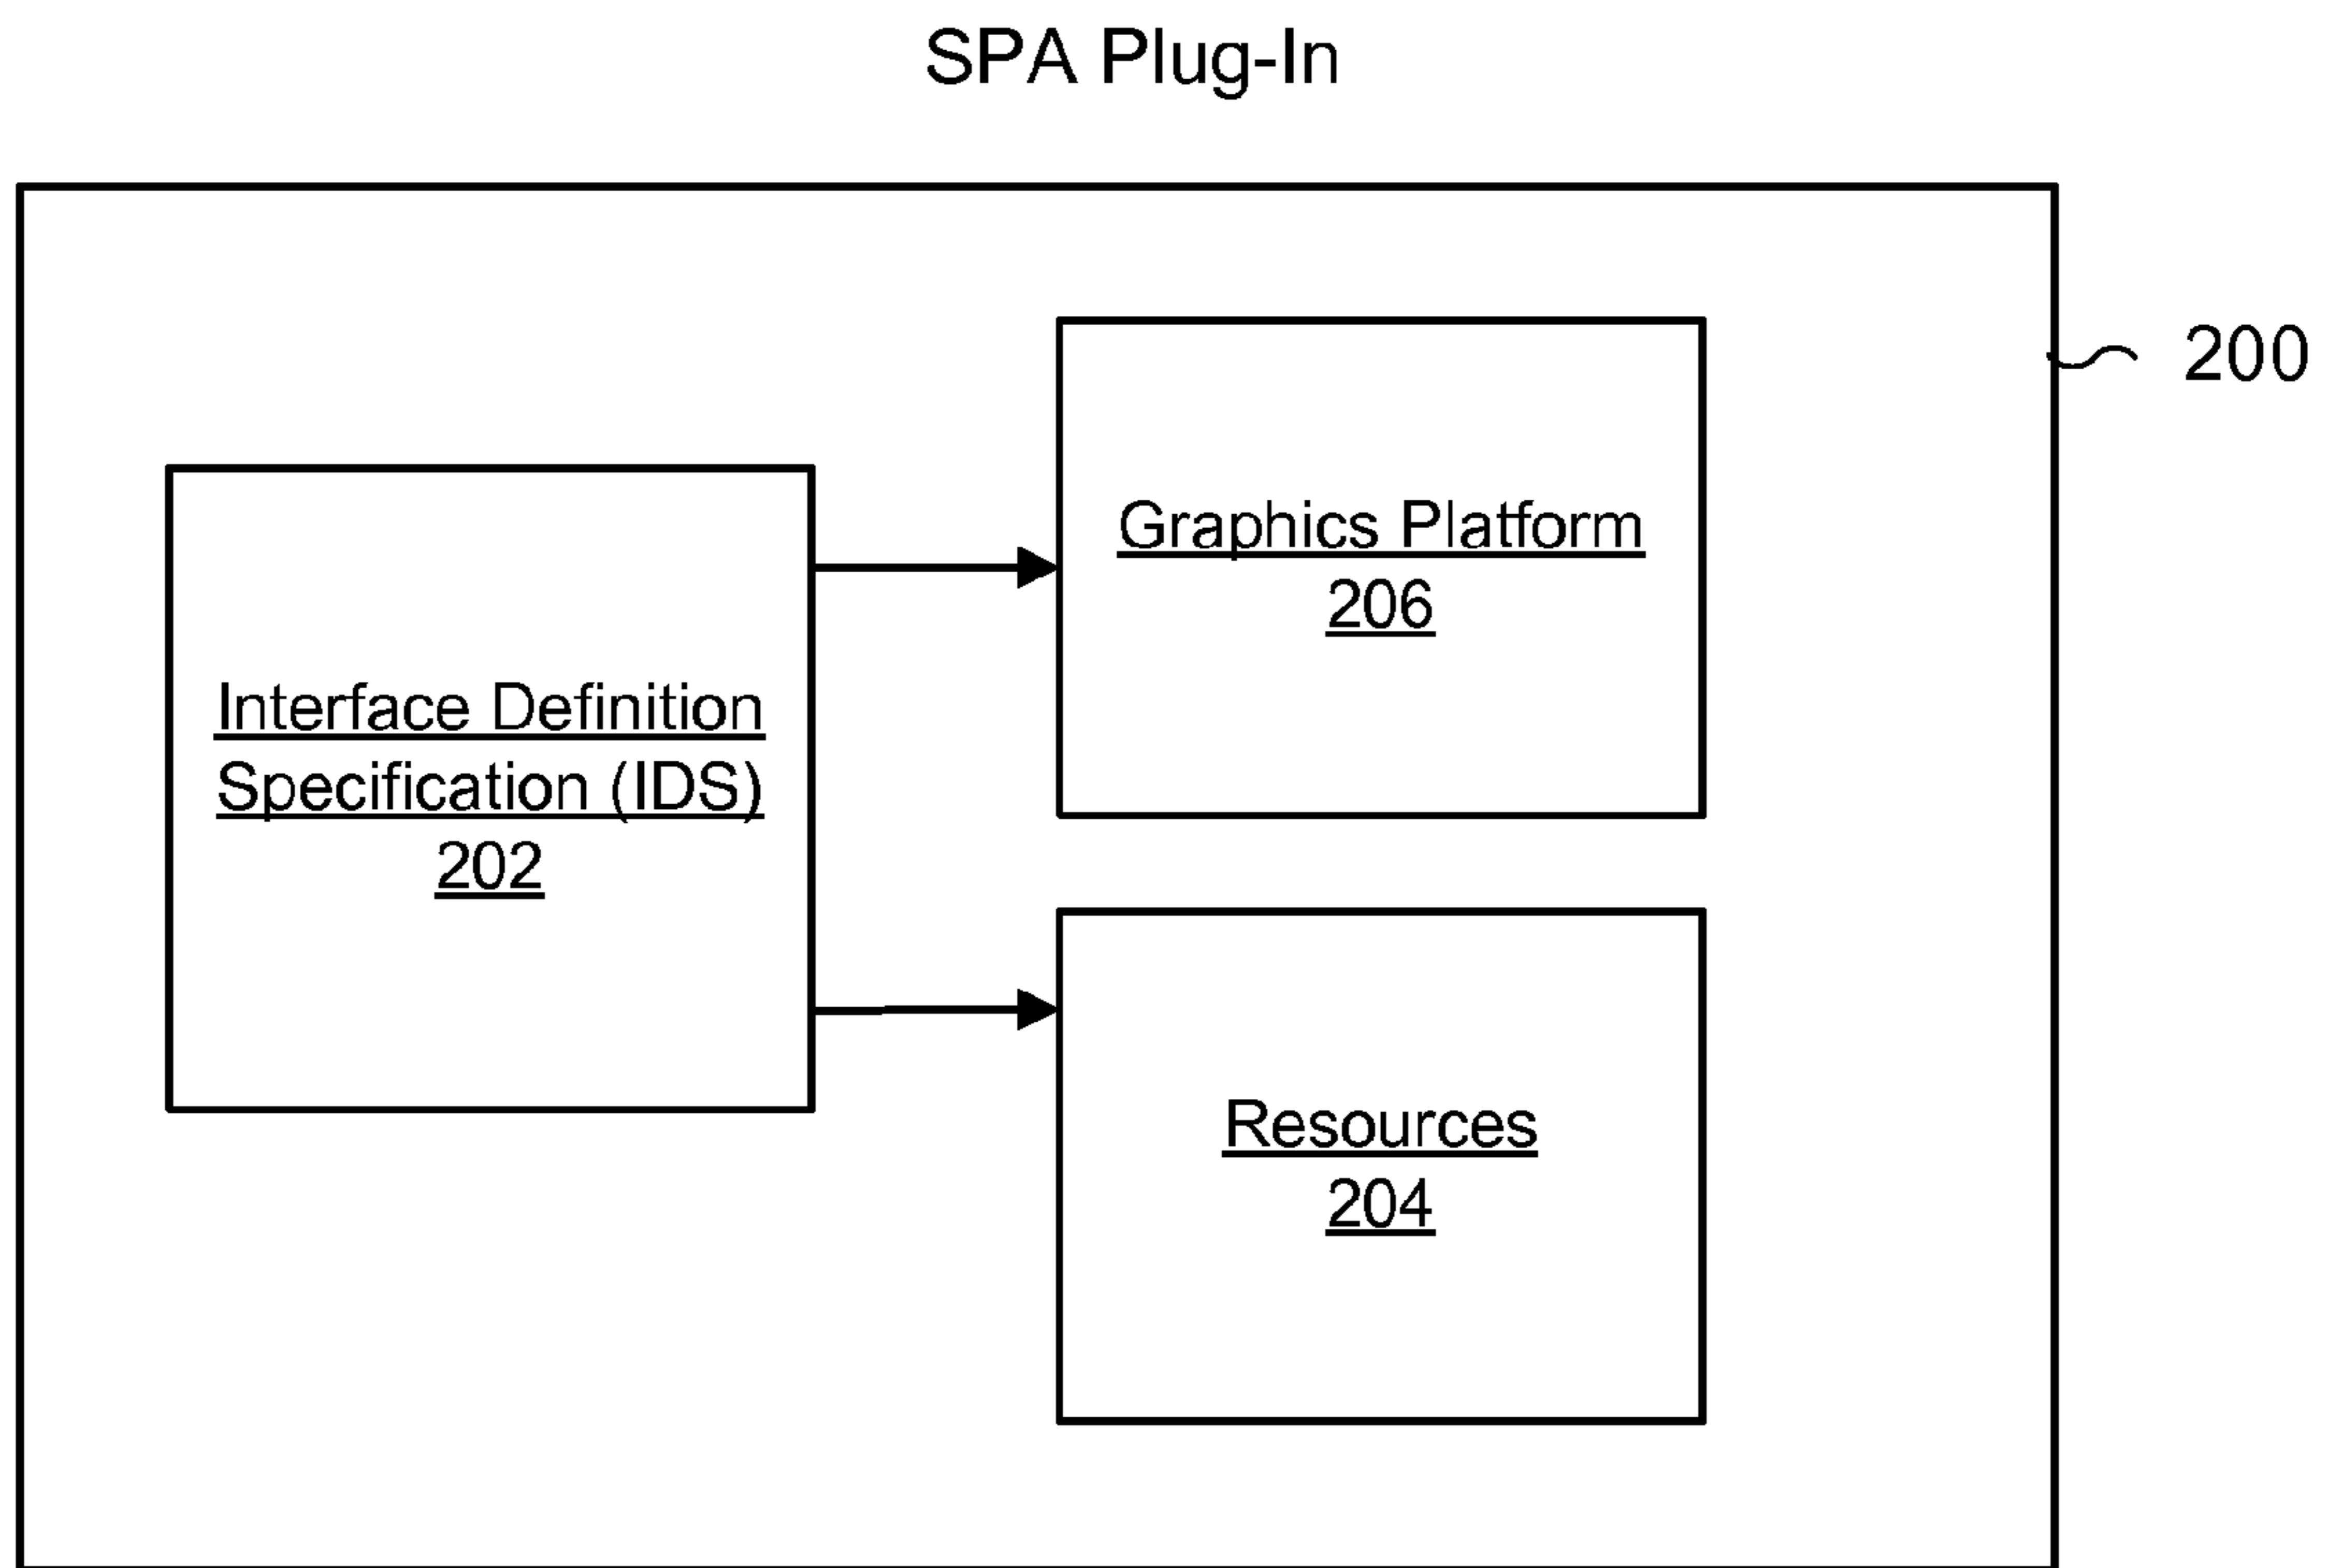 SPA Plug-In
200
Graphics Platform
206
Interface Definition
Specification (IDS)
202
Resources
204